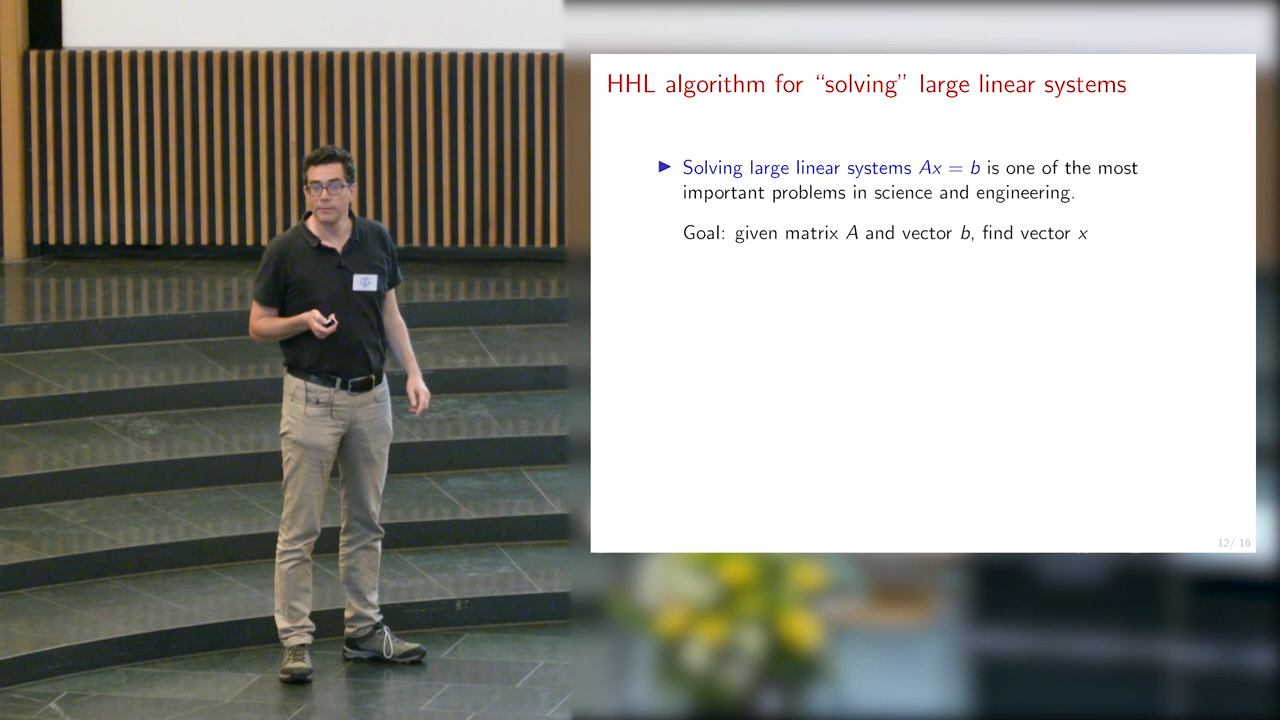 HHL algorithm for “solving” large linear systems
▶ Solving large linear systems Ax = b is one of the most
important problems in science and engineering.
Goal: given matrix A and vector b, find vector x
12/ 16